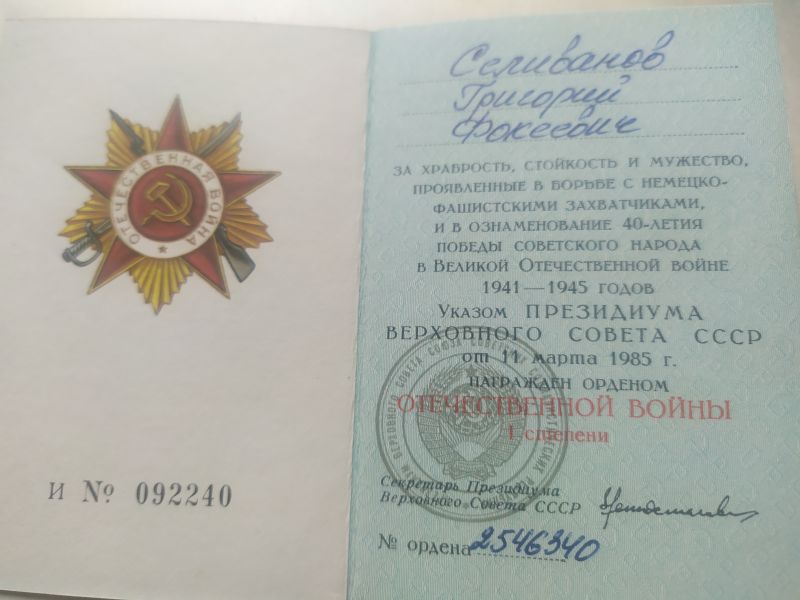 ОТЕЧЕСТВЕННАЯ ВОЙНА
И № 092240
Селиванов
Григорий
Фокеевич
ЗА ХРАБРОСТЬ, СТОЙКОСТЬ И МУЖЕСТВО,
ПРОЯВЛЕННЫЕ В БОРЬБЕ С НЕМЕЦКО-
ФАШИСТСКИМИ ЗАХВАТЧИКАМИ,
И В ОЗНАМЕНОВАНИЕ 40-ЛЕТИЯ
ПОБЕДЫ СОВЕТСКОГО НАРОДА
В ВЕЛИКОЙ ОТЕЧЕСТВЕННОЙ ВОЙНЕ
1941—1945 ГОДОВ
УКАЗОМ ПРЕЗИДИУМА
ВЕРХОВНОГО СОВЕТА СССР
от 11 марта 1985 г.
НАГРАЖДЕН ОРДЕНОМ
ОТЕЧЕСТВЕННОЙ ВОЙНЫ
I степени
Секретарь Президиума
Верховного Совета СССР
№ ордена 2546340